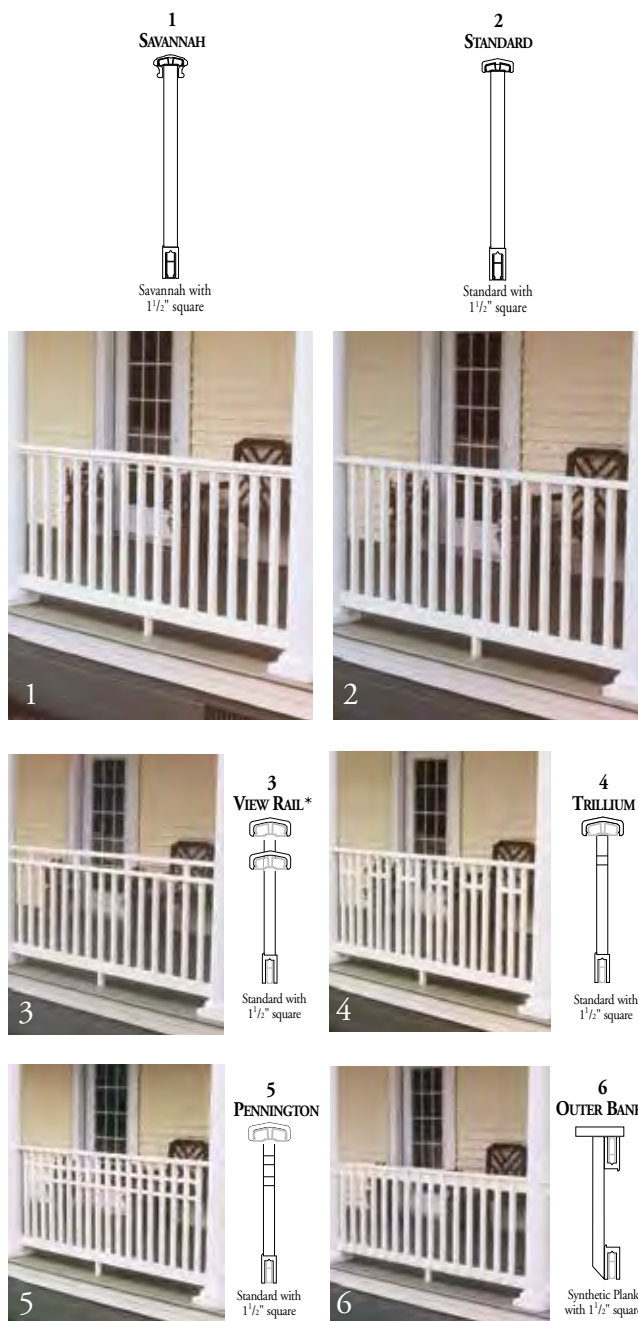 1
SAVANNAH
Savannah with
1 1/2" square
2
STANDARD
Standard with
1 1/2" square
1
2
3
3
VIEW RAIL*
Standard with
1 1/2" square
4
4
TRILLIUM
Standard with
1 1/2" square
5
5
PENNINGTON
Standard with
1 1/2" square
6
6
OUTER BANK
Synthetic Plank
with 1 1/2" square